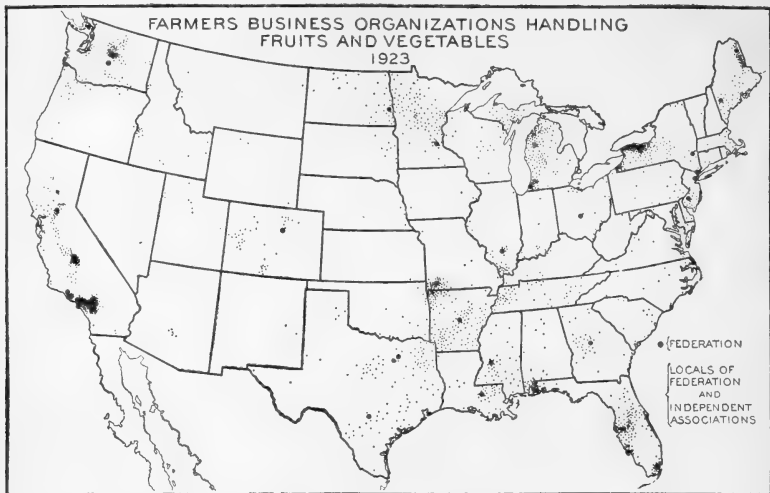 FARMERS BUSINESS ORGANIZATIONS HANDLING
FRUITS AND VEGETABLES
1923
FEDERATION
LOCALS OF
FEDERATION
AND
INDEPENDENT
ASSOCIATIONS